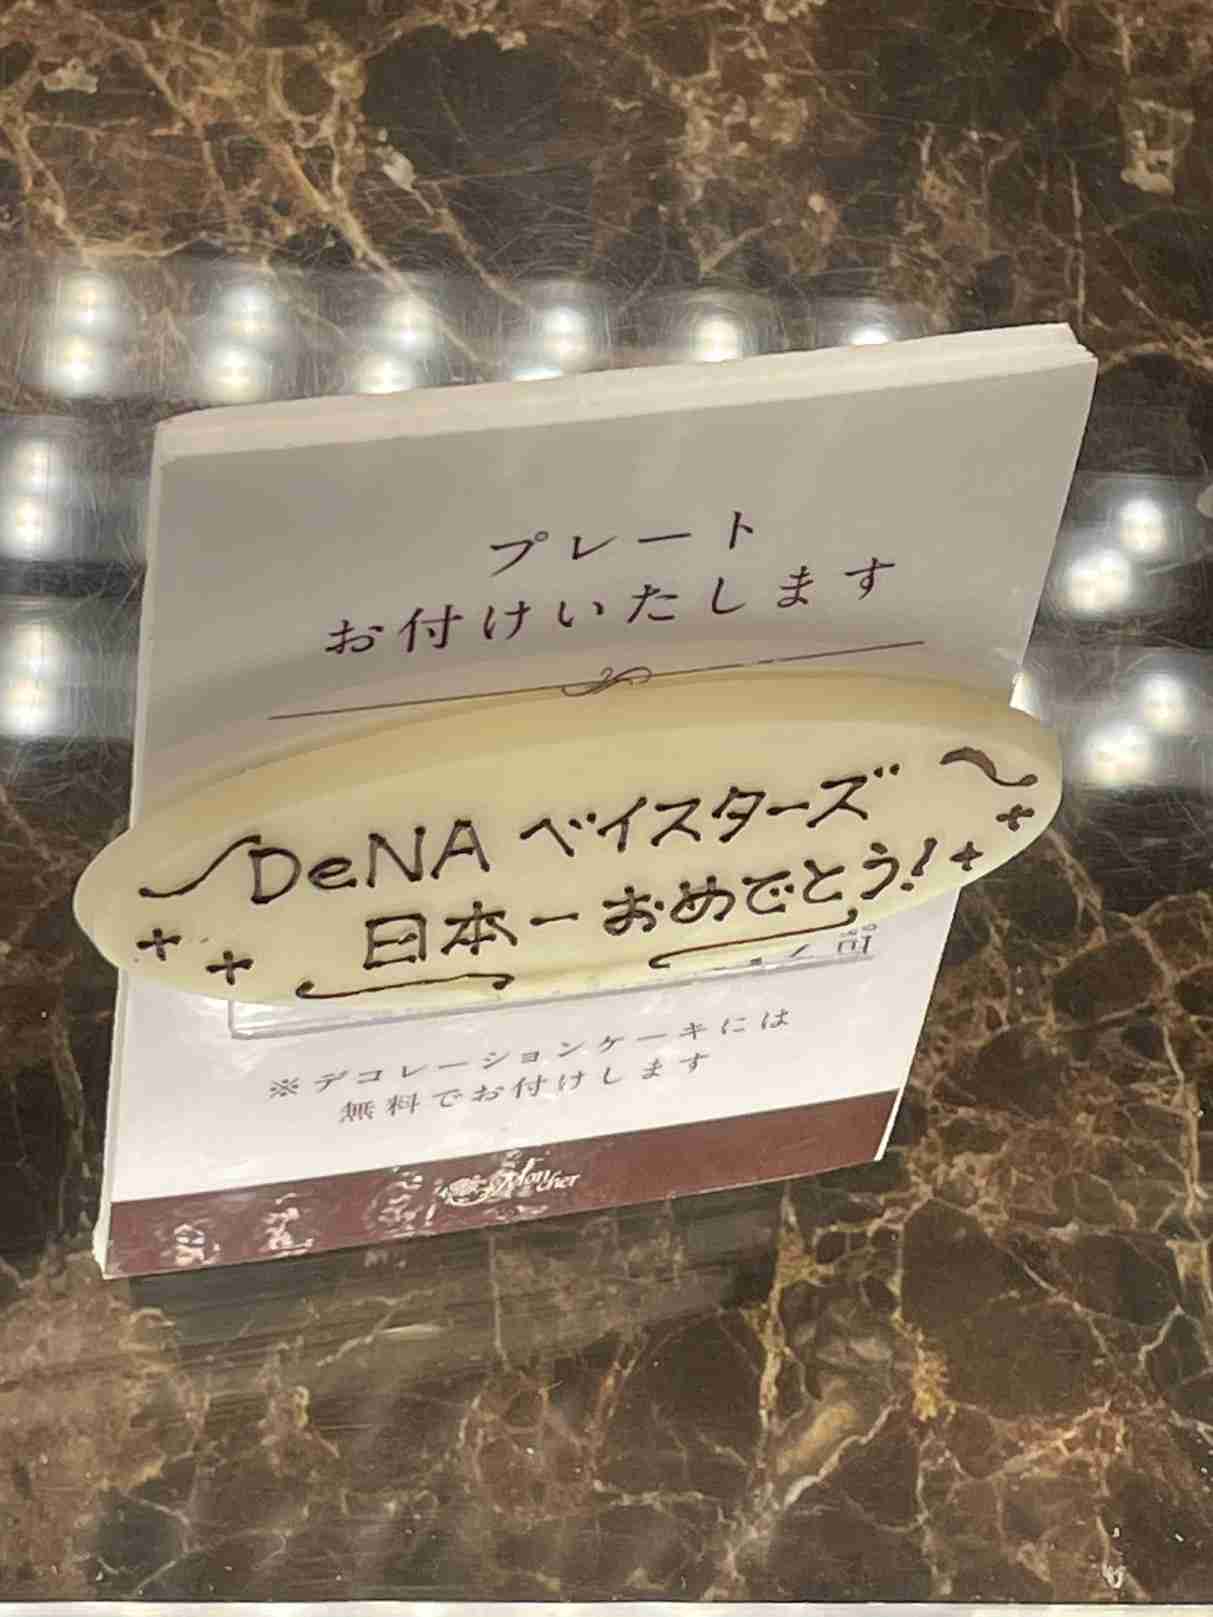 プレート
お付けいたします
DeNA ベイスターズ
日本一おめでとう!
※デコレーションケーキには
無料でお付けします
Mon cher